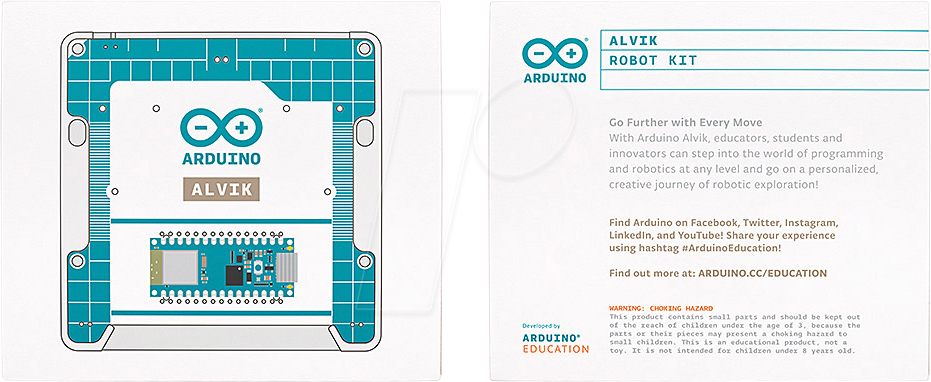 ARDUINO
ALVIK
ARDUINO
ALVIK
ROBOT KIT
Go Further with Every Move
With Arduino Alvik, educators, students and
innovators can step into the world of programming
and robotics at any level and go on a personalized,
creative journey of robotic exploration!
Find Arduino on Facebook, Twitter, Instagram,
LinkedIn, and YouTube! Share your experience
using hashtag #ArduinoEducation!
Find out more at: ARDUINO.CC/EDUCATION
WARNING: CHOKING HAZARD
This product contains small parts and should be kept out
of the reach of children under the age of 3, because the
parts or their pieces may present a choking hazard to
small children. This is an educational product, not a
toy. It is not intended for children under 8 years old.
Developed by
ARDUINO®
EDUCATION